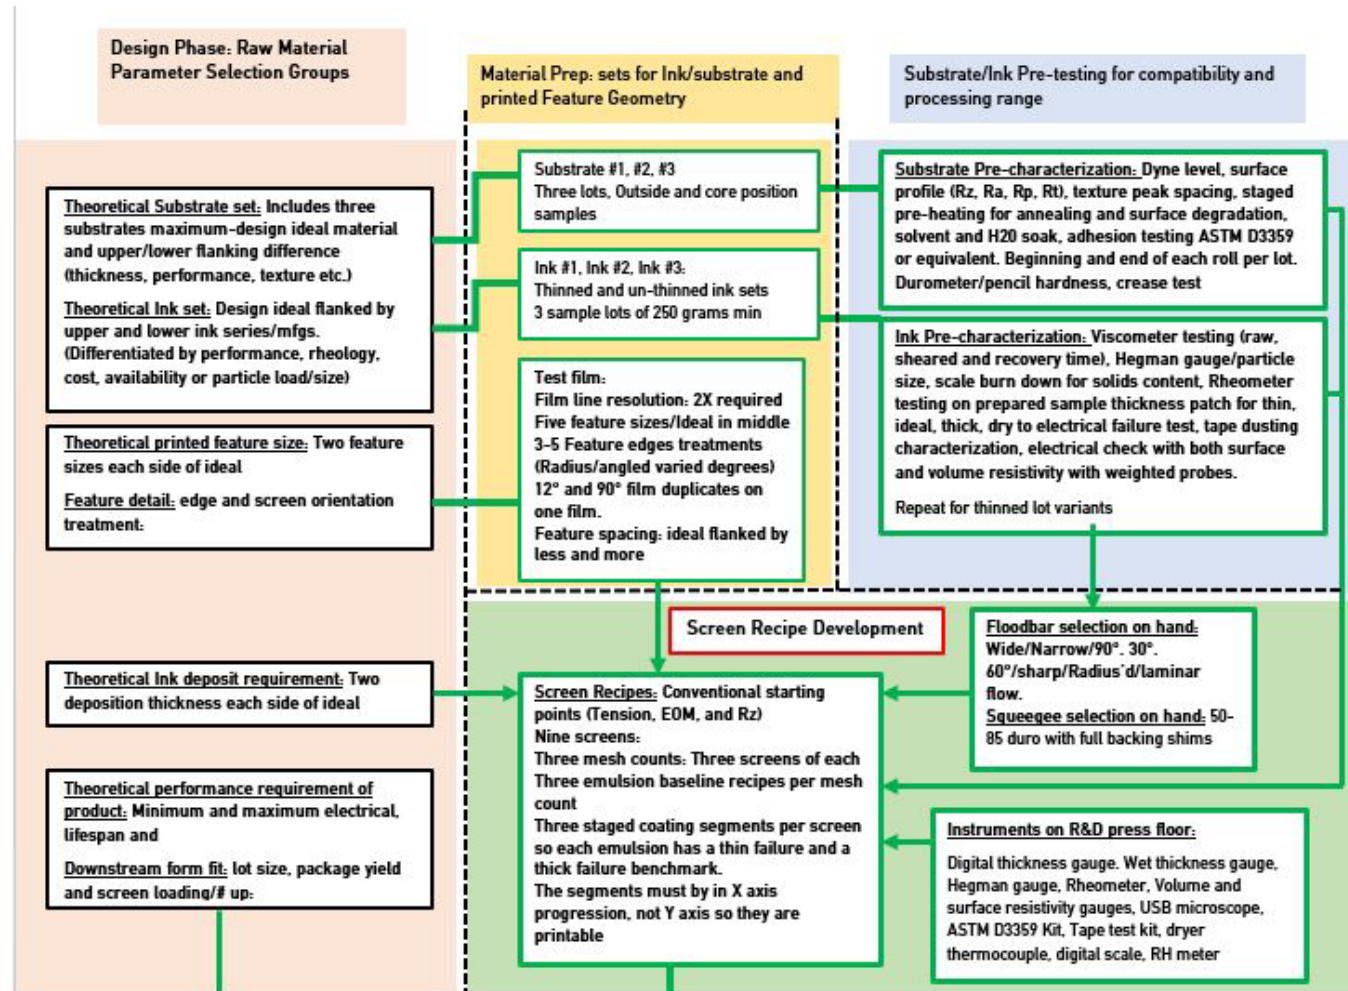 Design Phase: Raw Material
Parameter Selection Groups
Material Prep: sets for Ink/substrate and
printed Feature Geometry
Substrate/Ink Pre-testing for compatibility and
processing range
Theoretical Substrate set: Includes three
substrates maximum-design ideal material
and upper/lower flanking difference
(thickness, performance, texture etc.)
Theoretical Ink set: Design ideal flanked by
upper and lower ink series/mfgs.
(Differentiated by performance, rheology,
cost, availability or particle load/size)
Substrate #1, #2, #3
Three lots, Outside and core position
samples
Ink #1, Ink #2, Ink #3:
Thinned and un-thinned ink sets
3 sample lots of 250 grams min
Substrate Pre-characterization: Dyne level, surface
profile (Rz, Ra, Rp, Rt), texture peak spacing, staged
pre-heating for annealing and surface degradation,
solvent and H20 soak, adhesion testing ASTM D3359
or equivalent. Beginning and end of each roll per lot.
Durometer/pencil hardness, crease test
Ink Pre-characterization: Viscometer testing (raw,
sheared and recovery time), Hegman gauge/particle
size, scale burn down for solids content, Rheometer
testing on prepared sample thickness patch for thin,
ideal, thick, dry to electrical failure test, tape dusting
characterization, electrical check with both surface
and volume resistivity with weighted probes.
Repeat for thinned lot variants
Theoretical printed feature size: Two feature
sizes each side of ideal
Feature detail: edge and screen orientation
treatment:
Test film:
Film line resolution: 2X required
Five feature sizes/Ideal in middle
3-5 Feature edges treatments
(Radius/angled varied degrees)
12° and 90° film duplicates on
one film.
Feature spacing: ideal flanked by
less and more
Screen Recipe Development
Floodbar selection on hand:
Wide/Narrow/90°. 30°.
60°/sharp/Radius'd/laminar
flow.
Squeegee selection on hand: 50-
85 duro with full backing shims
Theoretical Ink deposit requirement: Two
deposition thickness each side of ideal
Screen Recipes: Conventional starting
points (Tension, EOM, and Rz)
Nine screens:
Three mesh counts: Three screens of each
Three emulsion baseline recipes per mesh
count
Three staged coating segments per screen
so each emulsion has a thin failure and a
thick failure benchmark.
The segments must by in X axis
progression, not Y axis so they are
printable
Theoretical performance requirement of
product: Minimum and maximum electrical,
lifespan and
Downstream form fit: lot size, package yield
and screen loading/# up:
Instruments on R&D press floor:
Digital thickness gauge. Wet thickness gauge,
Hegman gauge, Rheometer, Volume and
surface resistivity gauges, USB microscope,
ASTM D3359 Kit, Tape test kit, dryer
thermocouple, digital scale, RH meter